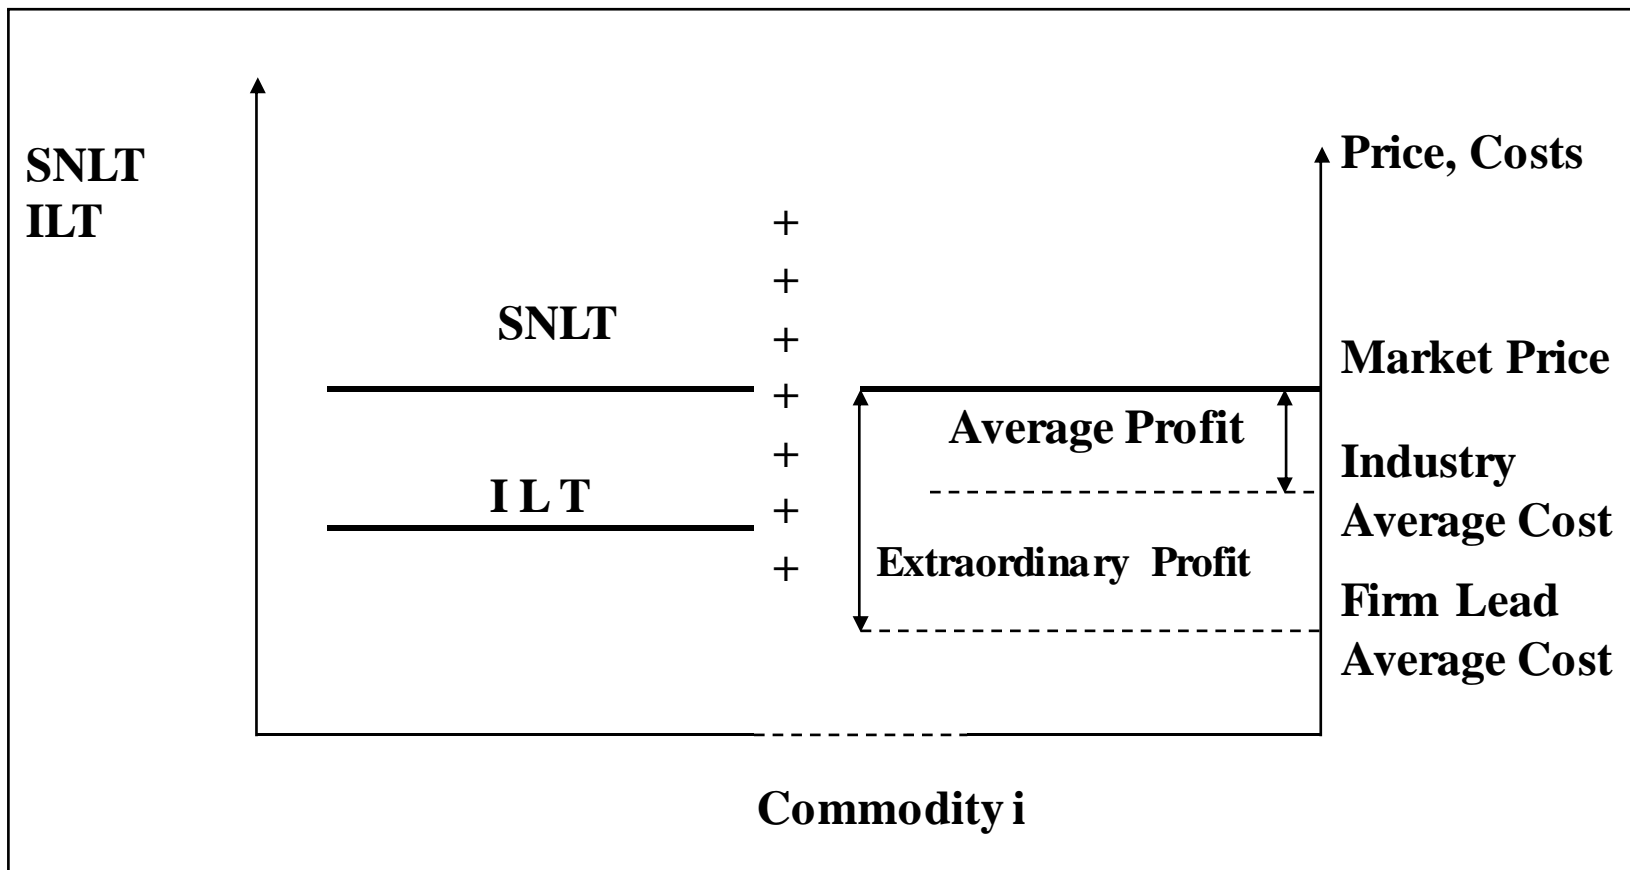 SNLT
ILT
Price, Costs
+
+
SNLT
+
Market Price
+
Average Profit
+
Industry
I L T
+
Average Cost
+
Extraordinary Profit
Firm Lead
Average Cost
Commodity i